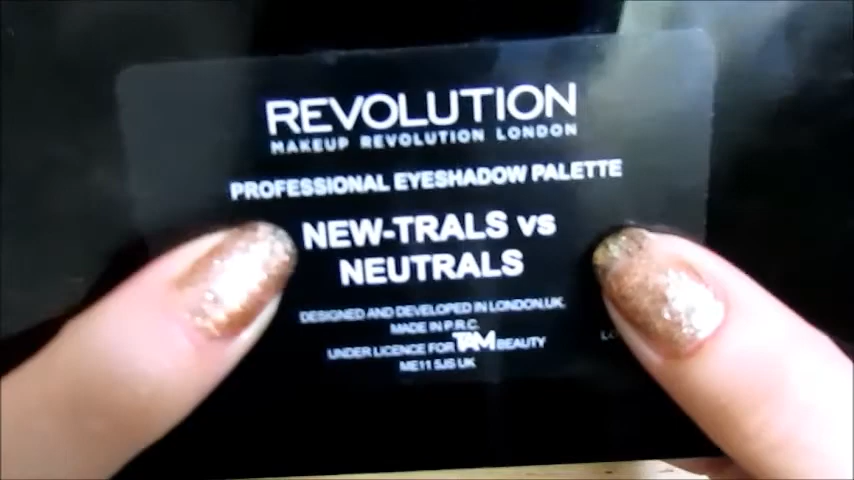 REVOLUTION
MAKEUP REVOLUTION LONDON
PROFESSIONAL EYESHADOW PALETTE
NEW-TRALS vs
NEUTRALS
DESIGNED AND DEVELOPED IN LONDON.UK.
MADE IN P.R.C.
UNDER LICENCE FOR TAM BEAUTY
ME11 5JS UK